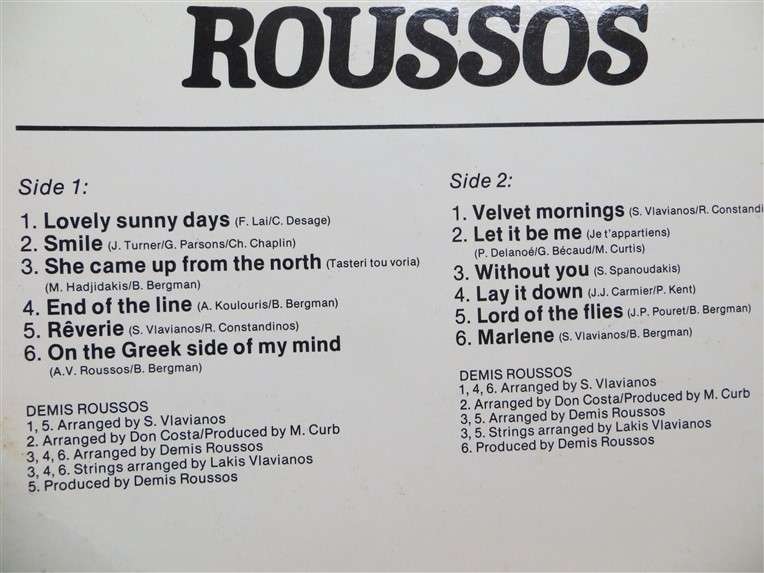 ROUSSOS
Side 1:
1. Lovely sunny days (F. Lai/C. Desage)
2. Smile (J. Turner/G. Parsons/Ch. Chaplin)
3. She came up from the north (Tasteri tou voria)
(M. Hadjidakis/B. Bergman)
4. End of the line (A. Koulouris/B. Bergman)
5. Rêverie (S. Vlavianos/R. Constandinos)
6. On the Greek side of my mind
(A.V. Roussos/B. Bergman)
DEMIS ROUSSOS
1, 5. Arranged by S. Vlavianos
2. Arranged by Don Costa/Produced by M. Curb
3, 4, 6. Arranged by Demis Roussos
3, 4, 6. Strings arranged by Lakis Vlavianos
5. Produced by Demis Roussos
Side 2:
1. Velvet mornings (S. Vlavianos/R. Constandi
2. Let it be me (Je t'appartiens)
(P. Delanoé/G. Bécaud/M. Curtis)
3. Without you (S. Spanoudakis)
4. Lay it down (J.J. Carmier/P. Kent)
5. Lord of the flies (J.P. Pouret/B. Bergman)
6. Marlene (S. Vlavianos/B. Bergman)
DEMIS ROUSSOS
1, 4, 6. Arranged by S. Vlavianos
2. Arranged by Don Costa/Produced by M. Curb
3, 5. Arranged by Demis Roussos
3, 5. Strings arranged by Lakis Vlavianos
6. Produced by Demis Roussos